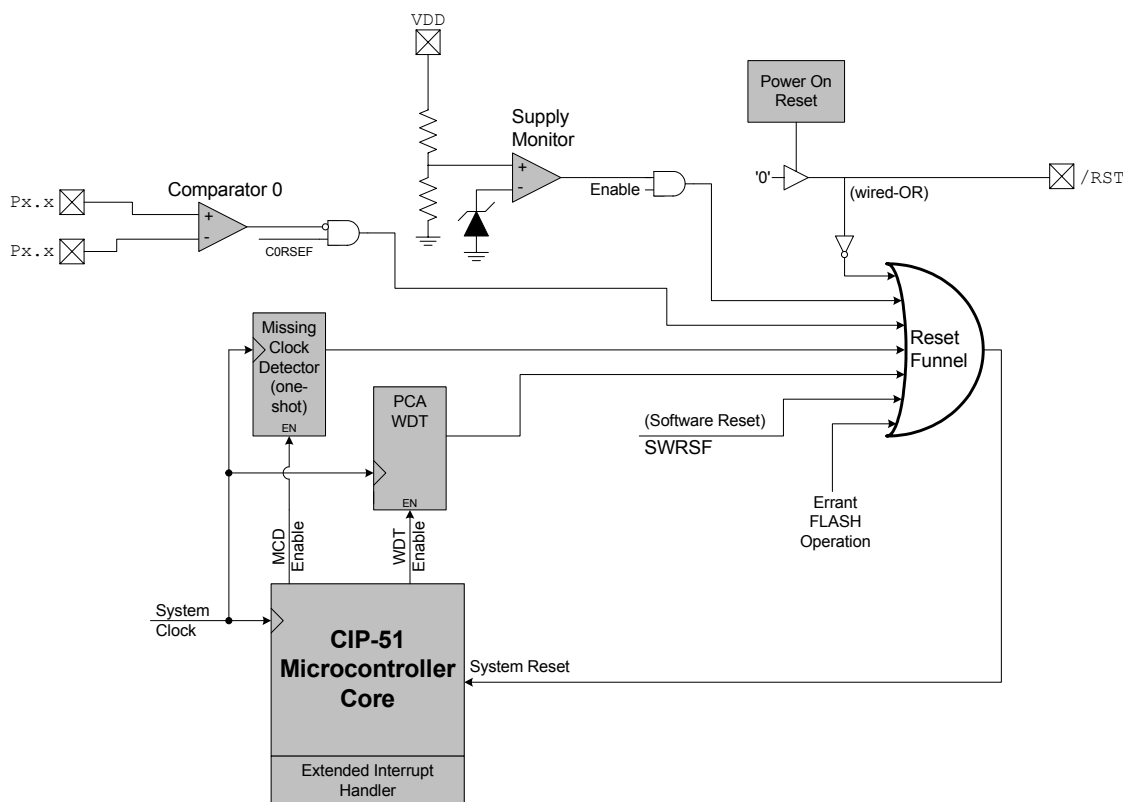 VDD
Power On
Reset
Supply
Monitor
+
-
Enable
'0'
(wired-OR)
/RST
Comparator 0
Px.x
Px.x
+
-
C0RSEF
Missing
Clock
Detector
(one-
shot)
EN
PCA
WDT
EN
Reset
Funnel
(Software Reset)
SWRSF
Errant
FLASH
Operation
MCD
Enable
WDT
Enable
System
Clock
CIP-51
Microcontroller
Core
System Reset
Extended Interrupt
Handler